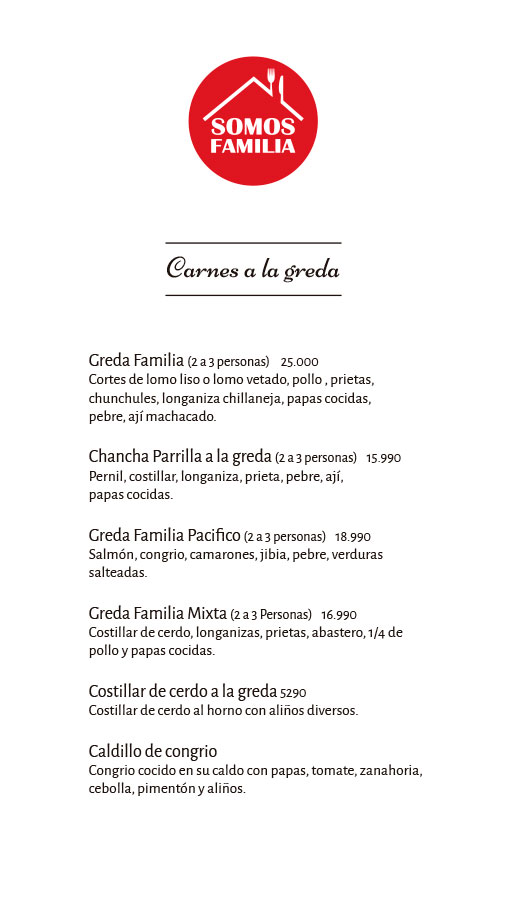 SOMOS
FAMILIA
Carnes a la greda
Greda Familia (2 a 3 personas) 25.000
Cortes de lomo liso o lomo vetado, pollo , prietas,
chunchules, longaniza chillaneja, papas cocidas,
pebre, ají machacado.
Chancha Parrilla a la greda (2 a 3 personas) 15.990
Pernil, costillar, longaniza, prieta, pebre, ají,
papas cocidas.
Greda Familia Pacifico (2 a 3 personas) 18.990
Salmón, congrio, camarones, jibia, pebre, verduras
salteadas.
Greda Familia Mixta (2 a 3 Personas) 16.990
Costillar de cerdo, longanizas, prietas, abastero, 1/4 de
pollo y papas cocidas.
Costillar de cerdo a la greda 5290
Costillar de cerdo al horno con aliños diversos.
Caldillo de congrio
Congrio cocido en su caldo con papas, tomate, zanahoria,
cebolla, pimentón y aliños.